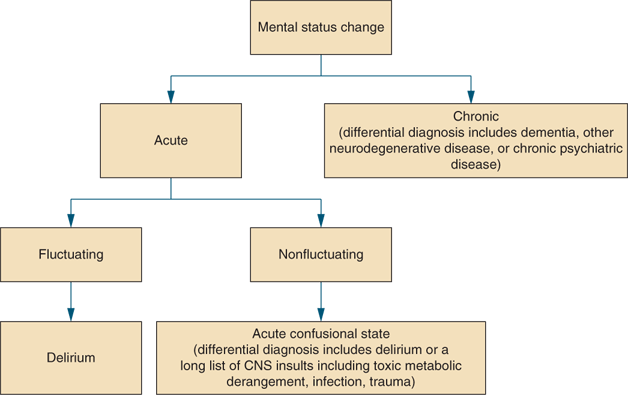 Mental status change
Acute
Chronic
(differential diagnosis includes dementia, other
neurodegenerative disease, or chronic psychiatric
disease)
Fluctuating
Nonfluctuating
Delirium
Acute confusional state
(differential diagnosis includes delirium or a
long list of CNS insults including toxic metabolic
derangement, infection, trauma)